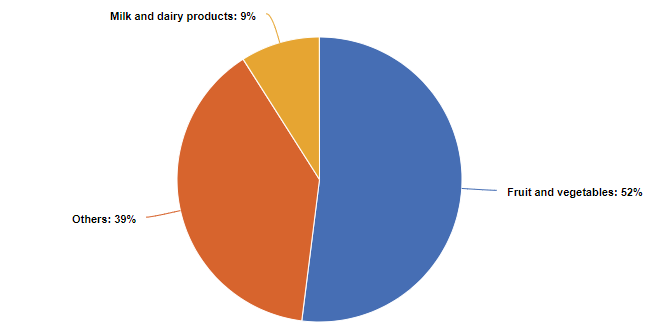 Milk and dairy products: 9%
Fruit and vegetables: 52%
Others: 39%